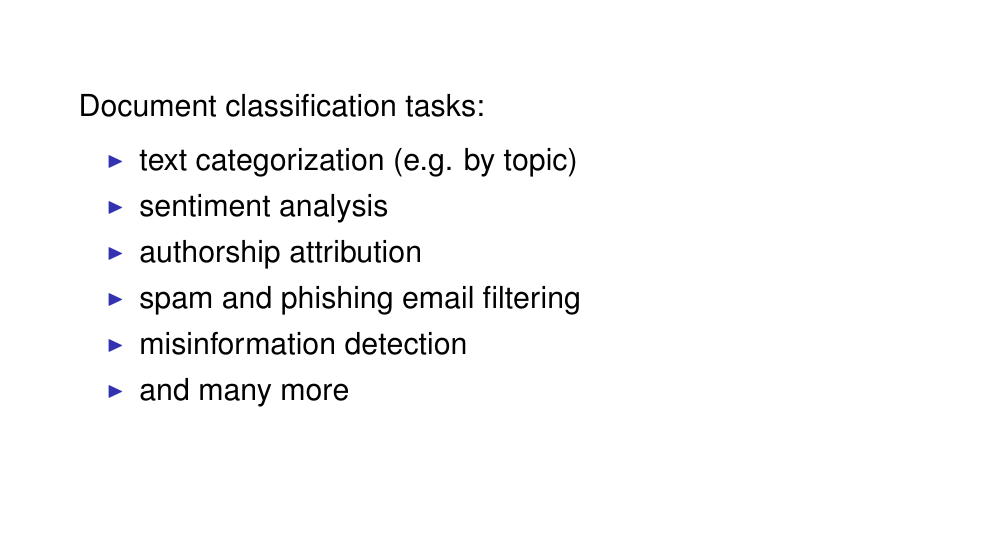 Document classification tasks:
▶ text categorization (e.g. by topic)
▶ sentiment analysis
▶ authorship attribution
▶ spam and phishing email filtering
▶ misinformation detection
▶ and many more